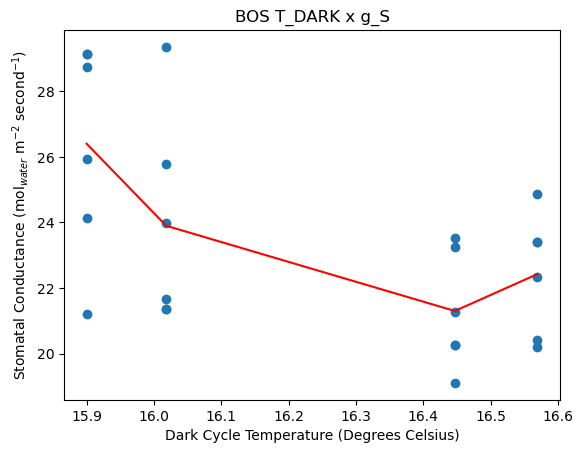 BOS T_DARK x g_S
Stomatal Conductance (mol_{water} m^{-2} second^{-1})
28
26
24
22
20
15.9 16.0 16.1 16.2 16.3 16.4 16.5 16.6
Dark Cycle Temperature (Degrees Celsius)